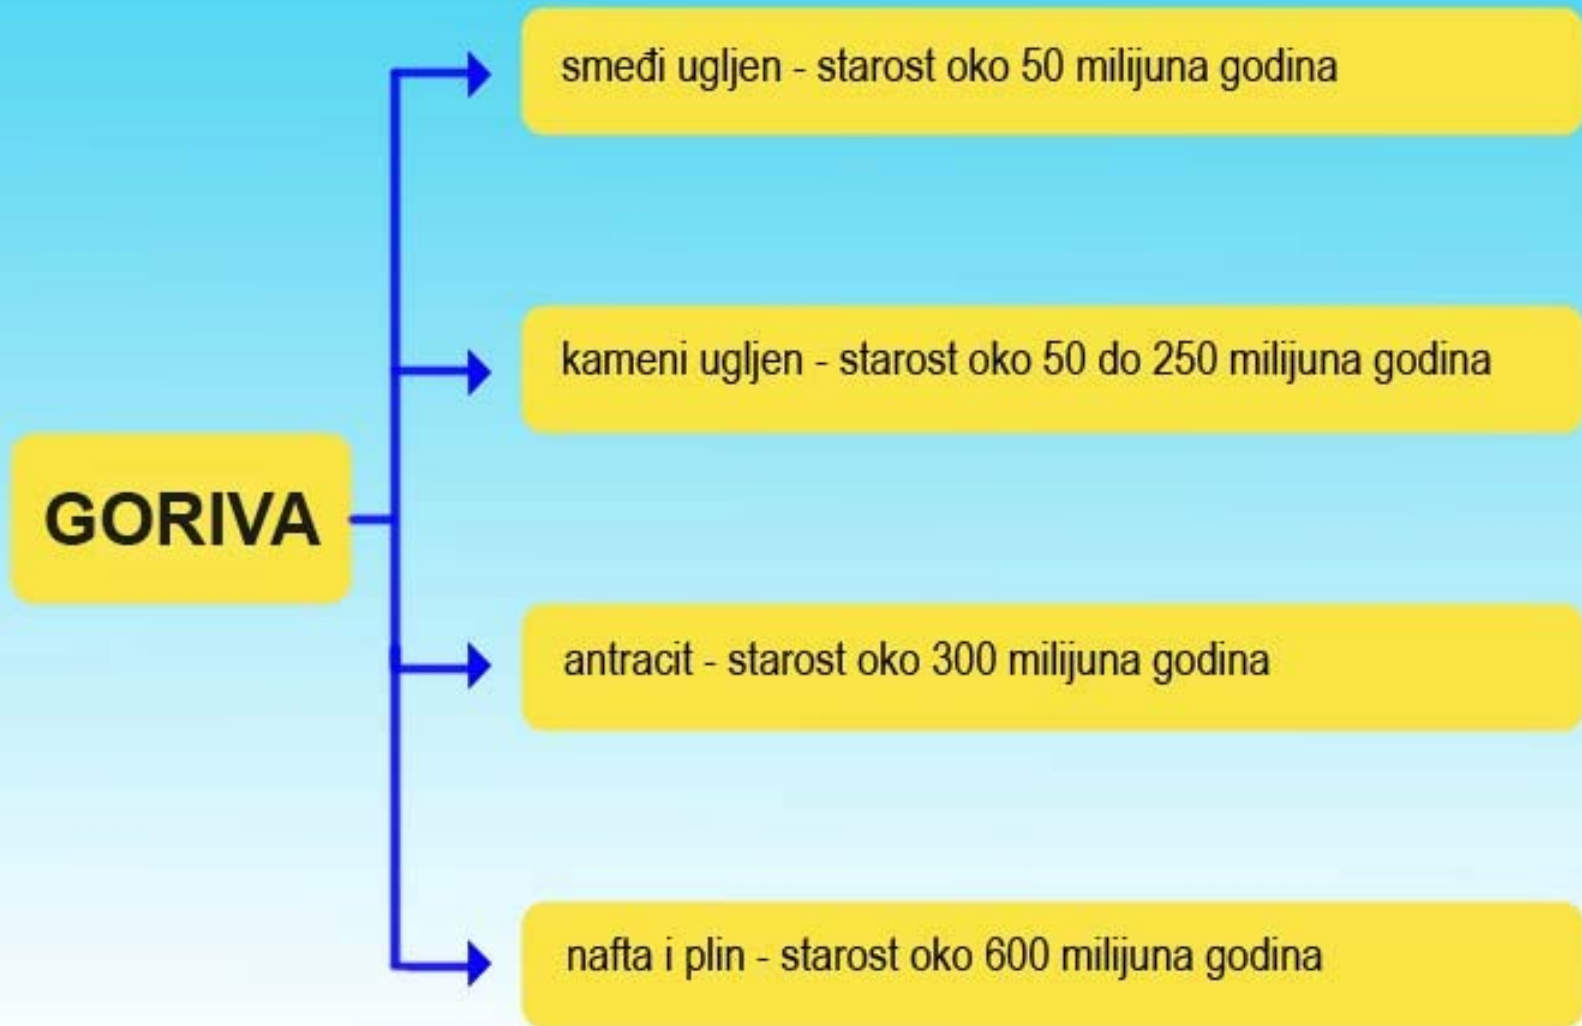 GORIVA
smeđi ugljen - starost oko 50 milijuna godina
kameni ugljen - starost oko 50 do 250 milijuna godina
antracit - starost oko 300 milijuna godina
nafta i plin - starost oko 600 milijuna godina